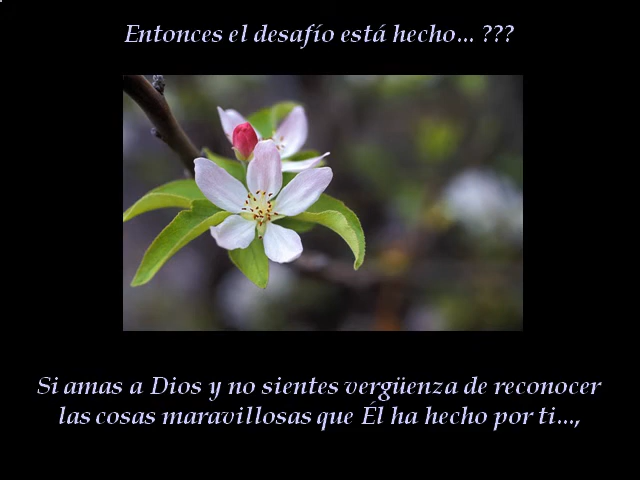 Entonces el desafío está hecho... ???
Si amas a Dios y no sientes vergüenza de reconocer
las cosas maravillosas que Él ha hecho por ti...,